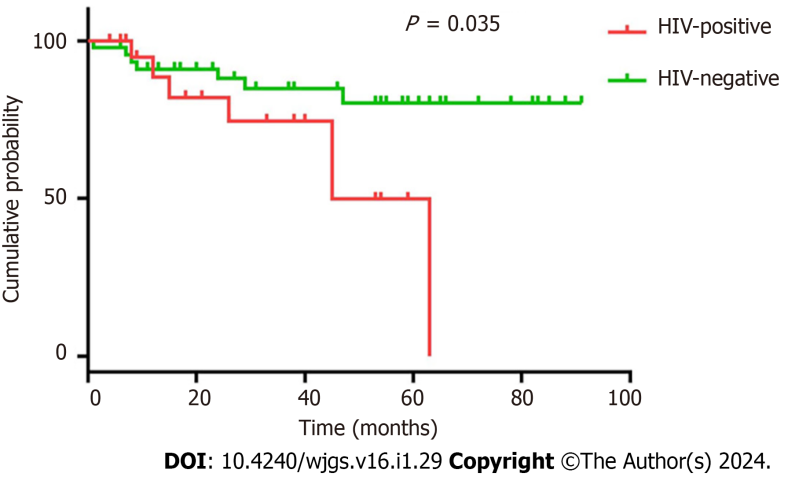 P = 0.035
HIV-positive
HIV-negative
Cumulative probability
100
50
0
0 20 40 60 80 100
Time (months)
DOI: 10.4240/wjgs.v16.i1.29 Copyright ©The Author(s) 2024.